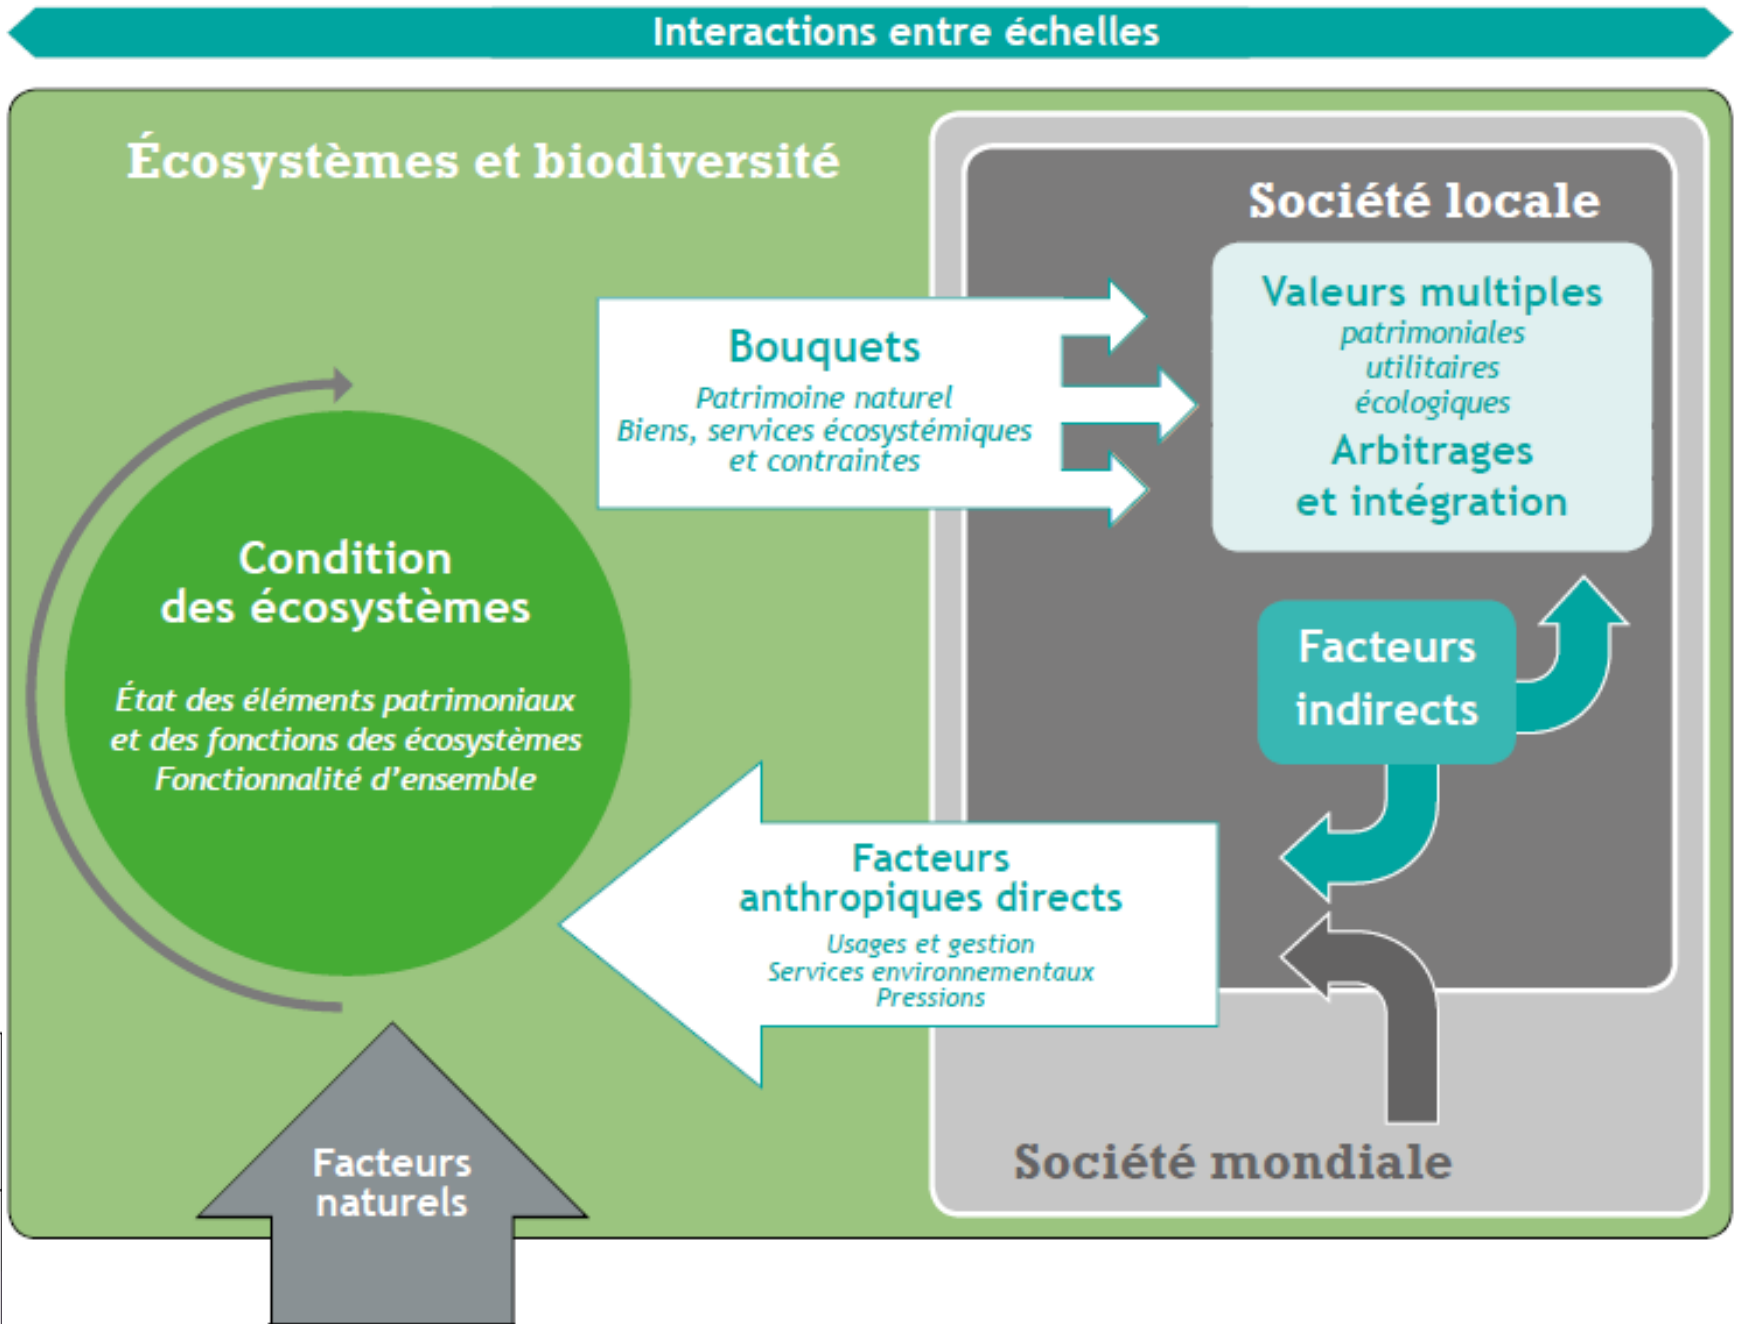 Interactions entre échelles
Écosystèmes et biodiversité
Société locale
Valeurs multiples
patrimoniales
utilitaires
écologiques
Arbitrages
et intégration
Bouquets
Patrimoine naturel
Biens, services écosystémiques
et contraintes
Condition
des écosystèmes
État des éléments patrimoniaux
et des fonctions des écosystèmes
Fonctionnalité d'ensemble
Facteurs
indirects
Facteurs
anthropiques directs
Usages et gestion
Services environnementaux
Pressions
Facteurs
naturels
Société mondiale